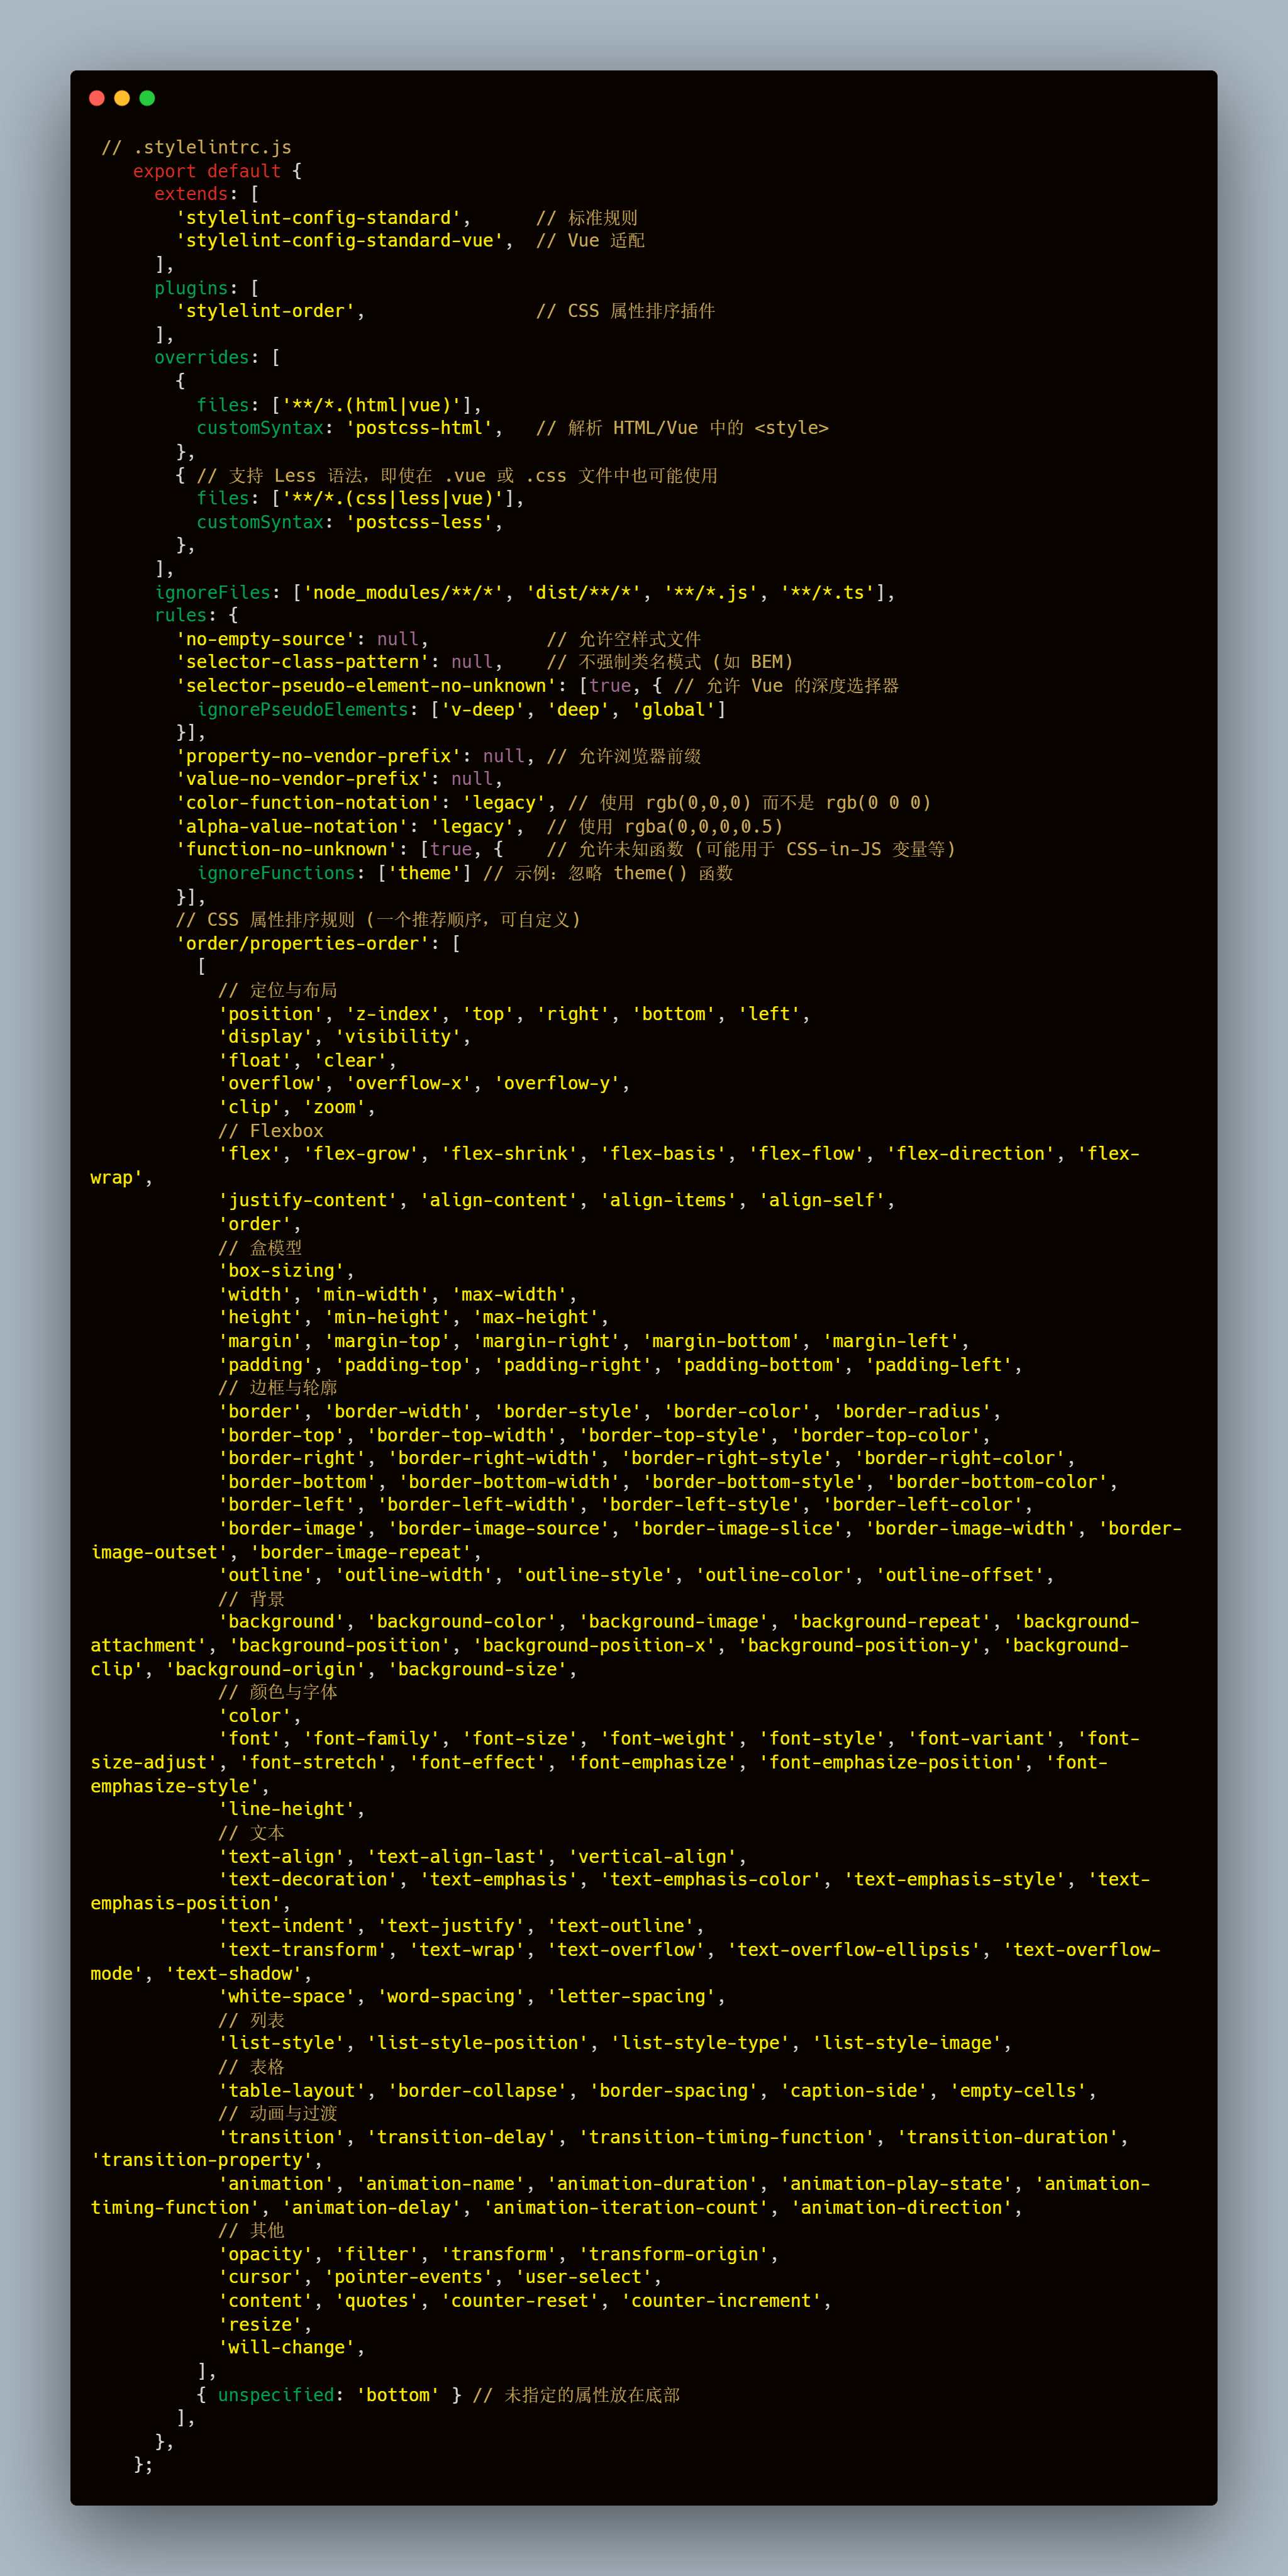 // .stylelintrc.js
export default {
extends: [
'stylelint-config-standard',      // 标准规则
'stylelint-config-standard-vue',  // Vue 适配
],
plugins: [
'stylelint-order',                // CSS 属性排序插件
],
overrides: [
{
files: ['**/*.(html|vue)'],
customSyntax: 'postcss-html',   // 解析 HTML/Vue 中的 <style>
},
{ // 支持 Less 语法，即使在 .vue 或 .css 文件中也可能使用
files: ['**/*.(css|less|vue)'],
customSyntax: 'postcss-less',
},
],
ignoreFiles: ['node_modules/**/*', 'dist/**/*', '**/*.js', '**/*.ts'],
rules: {
'no-empty-source': null,           // 允许空样式文件
'selector-class-pattern': null,    // 不强制类名模式 (如 BEM)
'selector-pseudo-element-no-unknown': [true, { // 允许 Vue 的深度选择器
ignorePseudoElements: ['v-deep', 'deep', 'global']
}],
'property-no-vendor-prefix': null, // 允许浏览器前缀
'value-no-vendor-prefix': null,
'color-function-notation': 'legacy', // 使用 rgb(0,0,0) 而不是 rgb(0 0 0)
'alpha-value-notation': 'legacy',  // 使用 rgba(0,0,0,0.5)
'function-no-unknown': [true, {    // 允许未知函数 (可能用于 CSS-in-JS 变量等)
ignoreFunctions: ['theme'] // 示例：忽略 theme() 函数
}],
// CSS 属性排序规则 (一个推荐顺序，可自定义)
'order/properties-order': [
[
// 定位与布局
'position', 'z-index', 'top', 'right', 'bottom', 'left',
'display', 'visibility',
'float', 'clear',
'overflow', 'overflow-x', 'overflow-y',
'clip', 'zoom',
// Flexbox
'flex', 'flex-grow', 'flex-shrink', 'flex-basis', 'flex-flow', 'flex-direction', 'flex-
wrap',
'justify-content', 'align-content', 'align-items', 'align-self',
'order',
// 盒模型
'box-sizing',
'width', 'min-width', 'max-width',
'height', 'min-height', 'max-height',
'margin', 'margin-top', 'margin-right', 'margin-bottom', 'margin-left',
'padding', 'padding-top', 'padding-right', 'padding-bottom', 'padding-left',
// 边框与轮廓
'border', 'border-width', 'border-style', 'border-color', 'border-radius',
'border-top', 'border-top-width', 'border-top-style', 'border-top-color',
'border-right', 'border-right-width', 'border-right-style', 'border-right-color',
'border-bottom', 'border-bottom-width', 'border-bottom-style', 'border-bottom-color',
'border-left', 'border-left-width', 'border-left-style', 'border-left-color',
'border-image', 'border-image-source', 'border-image-slice', 'border-image-width', 'border-
image-outset', 'border-image-repeat',
'outline', 'outline-width', 'outline-style', 'outline-color', 'outline-offset',
// 背景
'background', 'background-color', 'background-image', 'background-repeat', 'background-
attachment', 'background-position', 'background-position-x', 'background-position-y', 'background-
clip', 'background-origin', 'background-size',
// 颜色与字体
'color',
'font', 'font-family', 'font-size', 'font-weight', 'font-style', 'font-variant', 'font-
size-adjust', 'font-stretch', 'font-effect', 'font-emphasize', 'font-emphasize-position', 'font-
emphasize-style',
'line-height',
// 文本
'text-align', 'text-align-last', 'vertical-align',
'text-decoration', 'text-emphasis', 'text-emphasis-color', 'text-emphasis-style', 'text-
emphasis-position',
'text-indent', 'text-justify', 'text-outline',
'text-transform', 'text-wrap', 'text-overflow', 'text-overflow-ellipsis', 'text-overflow-
mode', 'text-shadow',
'white-space', 'word-spacing', 'letter-spacing',
// 列表
'list-style', 'list-style-position', 'list-style-type', 'list-style-image',
// 表格
'table-layout', 'border-collapse', 'border-spacing', 'caption-side', 'empty-cells',
// 动画与过渡
'transition', 'transition-delay', 'transition-timing-function', 'transition-duration',
'transition-property',
'animation', 'animation-name', 'animation-duration', 'animation-play-state', 'animation-
timing-function', 'animation-delay', 'animation-iteration-count', 'animation-direction',
// 其他
'opacity', 'filter', 'transform', 'transform-origin',
'cursor', 'pointer-events', 'user-select',
'content', 'quotes', 'counter-reset', 'counter-increment',
'resize',
'will-change',
],
{ unspecified: 'bottom' } // 未指定的属性放在底部
],
},
};